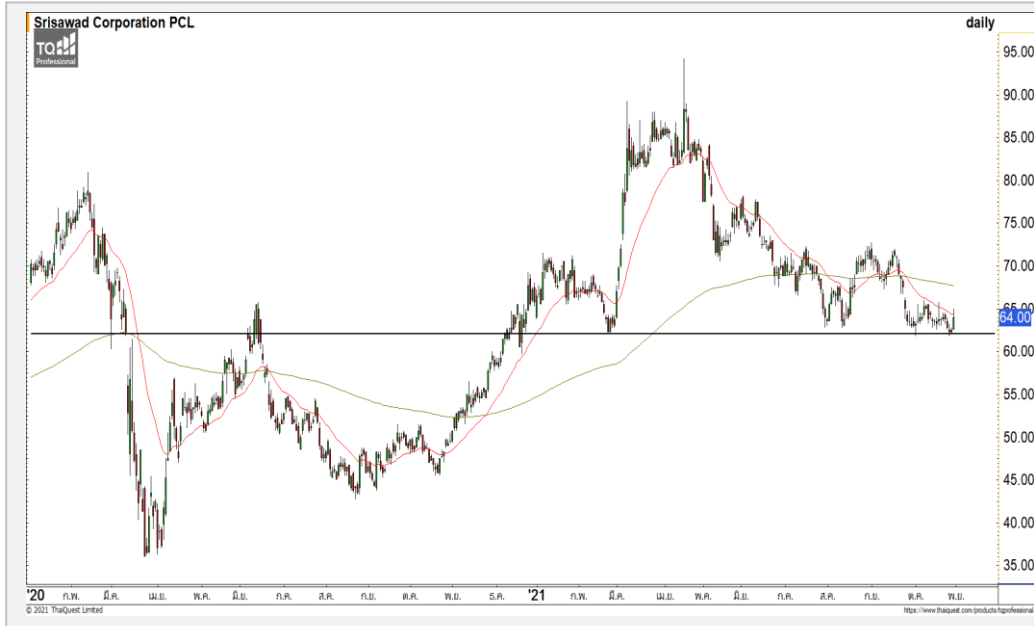 Srisawad Corporation PCL daily
TQ
Professional
95.00
90.00
85.00
80.00
75.00
70.00
65.00
64.00
60.00
55.00
50.00
45.00
40.00
35.00
'20 ก.พ. มี.ค. เม.ย. พ.ค. มิ.ย. ก.ค. ส.ค. ก.ย. ต.ค. พ.ย. ธ.ค. '21 ก.พ. มี.ค. เม.ย. พ.ค. มิ.ย. ก.ค. ส.ค. ก.ย. ต.ค. พ.ย.
© 2021 ThaiQuest Limited https://www.thaiquest.com/products/tqprofessional